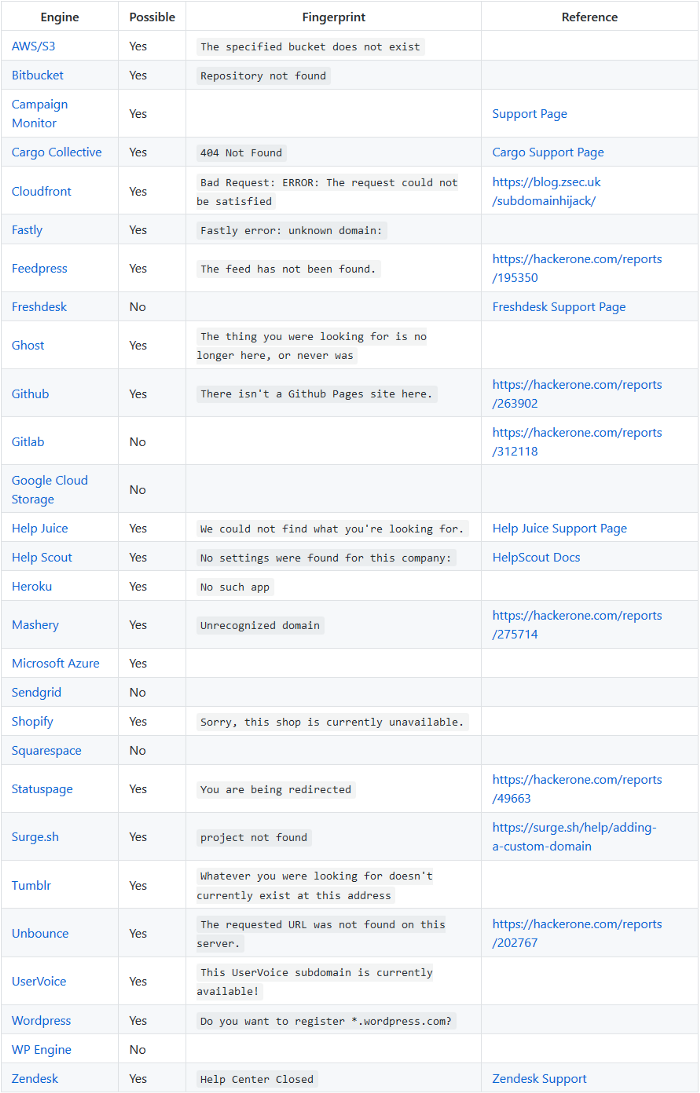 Engine Possible Fingerprint Reference
AWS/S3 Yes The specified bucket does not exist
Bitbucket Yes Repository not found
Campaign
Monitor Yes Support Page
Cargo Collective Yes 404 Not Found Cargo Support Page
Cloudfront Yes Bad Request: ERROR: The request could not
be satisfied https://blog.zsec.uk
/subdomainhijack/
Fastly Yes Fastly error: unknown domain:
Feedpress Yes The feed has not been found. https://hackerone.com/reports
/195350
Freshdesk No Freshdesk Support Page
Ghost Yes The thing you were looking for is no
longer here, or never was
Github Yes There isn't a Github Pages site here. https://hackerone.com/reports
/263902
Gitlab No https://hackerone.com/reports
/312118
Google Cloud
Storage No
Help Juice Yes We could not find what you're looking for. Help Juice Support Page
Help Scout Yes No settings were found for this company: HelpScout Docs
Heroku Yes No such app
Mashery Yes Unrecognized domain https://hackerone.com/reports
/275714
Microsoft Azure Yes
Sendgrid No
Shopify Yes Sorry, this shop is currently unavailable.
Squarespace No
Statuspage Yes You are being redirected https://hackerone.com/reports
/49663
Surge.sh Yes project not found https://surge.sh/help/adding-
a-custom-domain
Tumblr Yes Whatever you were looking for doesn't
currently exist at this address
Unbounce Yes The requested URL was not found on this
server. https://hackerone.com/reports
/202767
UserVoice Yes This UserVoice subdomain is currently
available!
Wordpress Yes Do you want to register *.wordpress.com?
WP Engine No
Zendesk Yes Help Center Closed Zendesk Support